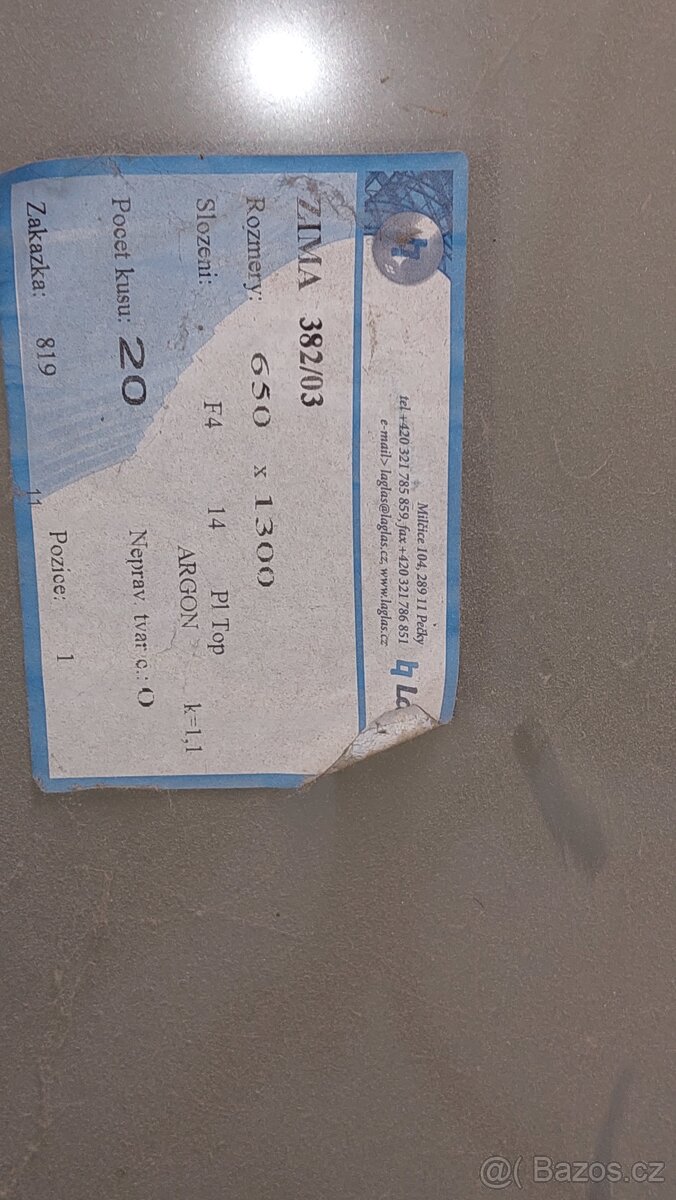 Milčice 104, 289 11 Pečky
tel +420 321 785 859, fax +420 321 786 851
e-mail> laglas@laglas.cz, www.laglas.cz
ZIMA 382/03
Rozmery: 650 x 1300
Slozeni: F4 14 Pl Top
ARGON k=1,1
Pocet kusu: 20 Neprav. tvar c.: 0
Zakazka: 819 Pozice: 1
11
@( Bazos.cz